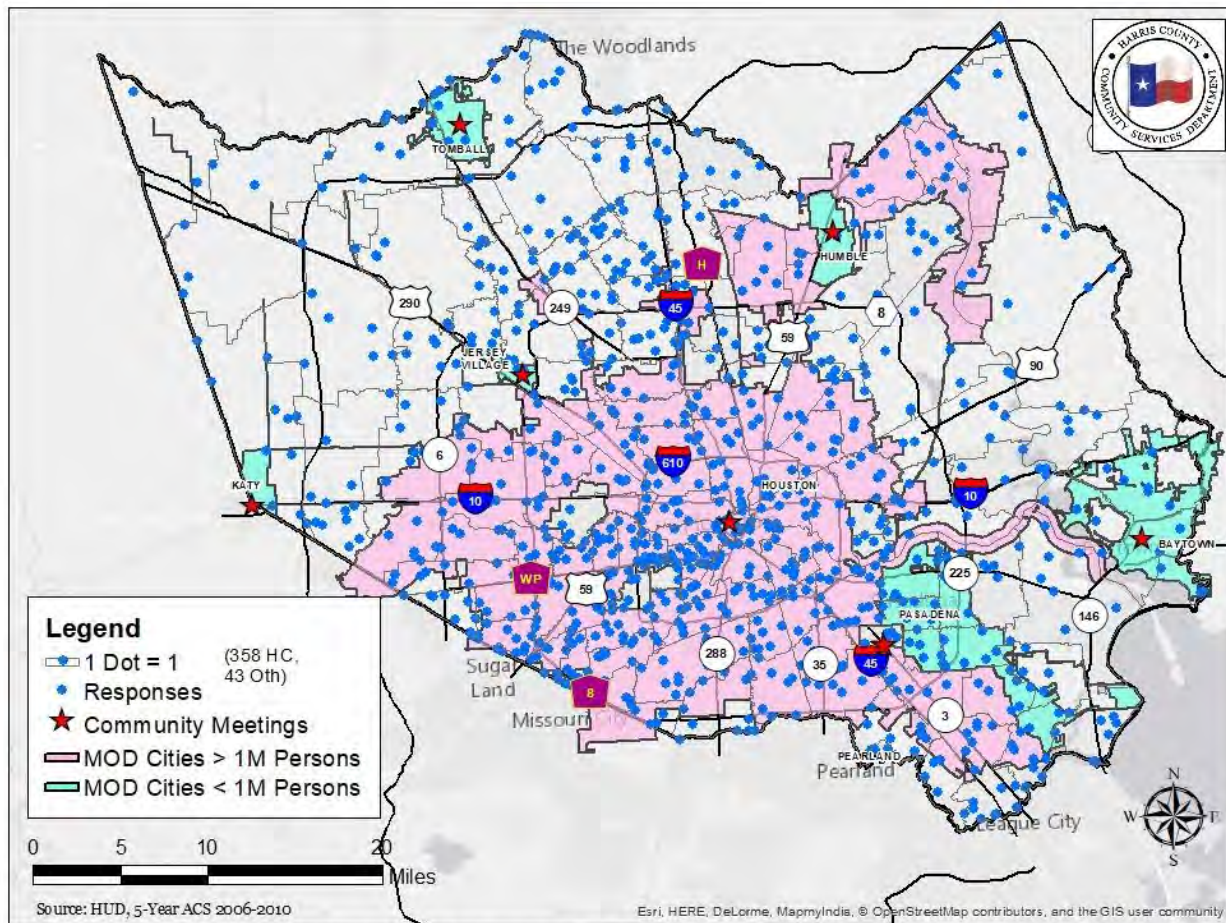 The Woodlands
HARRIS COUNTY
COMMUNITY SERVICES DEPARTMENT
TOMBALL
HUMBLE
H
290
249
45
59
8
90
JERSEY
VILLAGE
6
610
KATY
10
HOUSTON
10
BAYTOWN
WP
59
225
PASADENA
146
288
35
45
Sugar
Land
8
Missouri City
3
PEARLAND
Pearland
League City
Legend
1 Dot = 1 (358 HC,
43 Oth)
Responses
Community Meetings
MOD Cities > 1M Persons
MOD Cities < 1M Persons
N
W E
S
0 5 10 20
Miles
Source: HUD, 5-Year ACS 2006-2010
Esri, HERE, DeLorme, MapmyIndia, © OpenStreetMap contributors, and the GIS user community